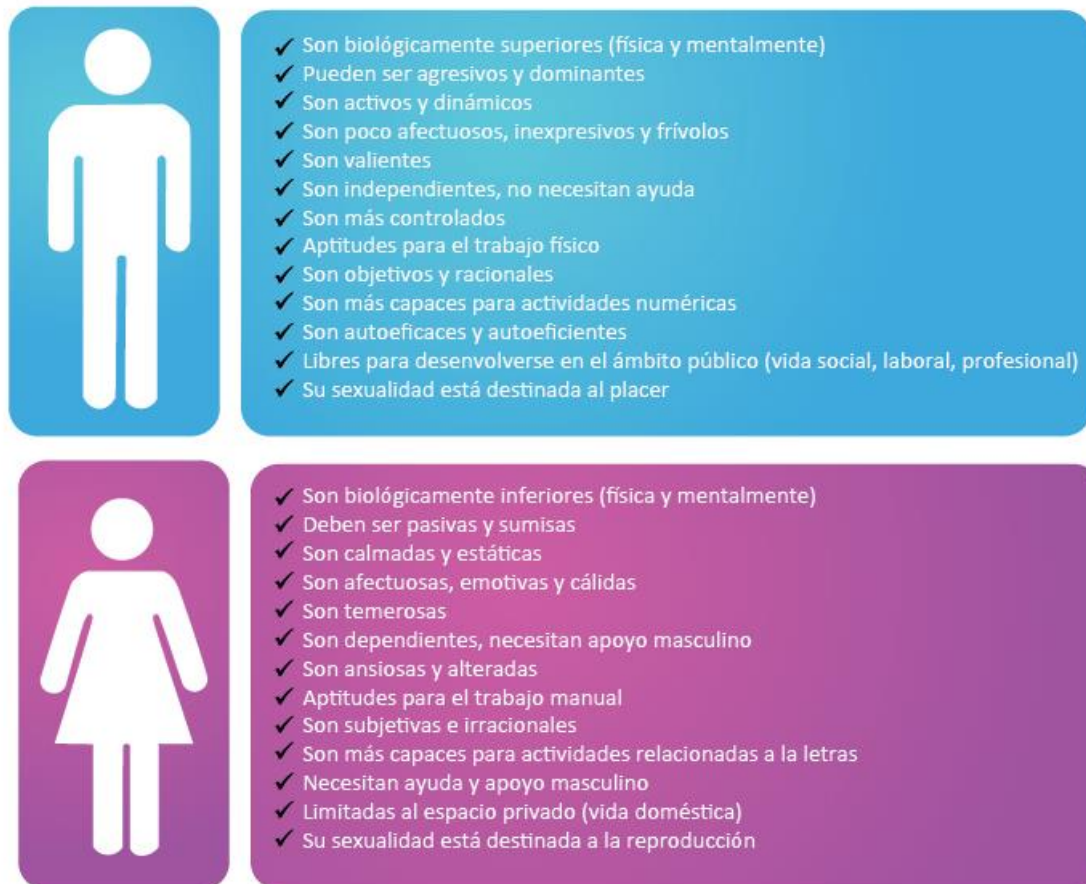 ✓ Son biológicamente superiores (física y mentalmente)
✓ Pueden ser agresivos y dominantes
✓ Son activos y dinámicos
✓ Son poco afectuosos, inexpresivos y frívolos
✓ Son valientes
✓ Son independientes, no necesitan ayuda
✓ Son más controlados
✓ Aptitudes para el trabajo físico
✓ Son objetivos y racionales
✓ Son más capaces para actividades numéricas
✓ Son autoeficaces y autoeficientes
✓ Libres para desenvolverse en el ámbito público (vida social, laboral, profesional)
✓ Su sexualidad está destinada al placer
✓ Son biológicamente inferiores (física y mentalmente)
✓ Deben ser pasivas y sumisas
✓ Son calmadas y estáticas
✓ Son afectuosas, emotivas y cálidas
✓ Son temerosas
✓ Son dependientes, necesitan apoyo masculino
✓ Son ansiosas y alteradas
✓ Aptitudes para el trabajo manual
✓ Son subjetivas e irracionales
✓ Son más capaces para actividades relacionadas a la letras
✓ Necesitan ayuda y apoyo masculino
✓ Limitadas al espacio privado (vida doméstica)
✓ Su sexualidad está destinada a la reproducción